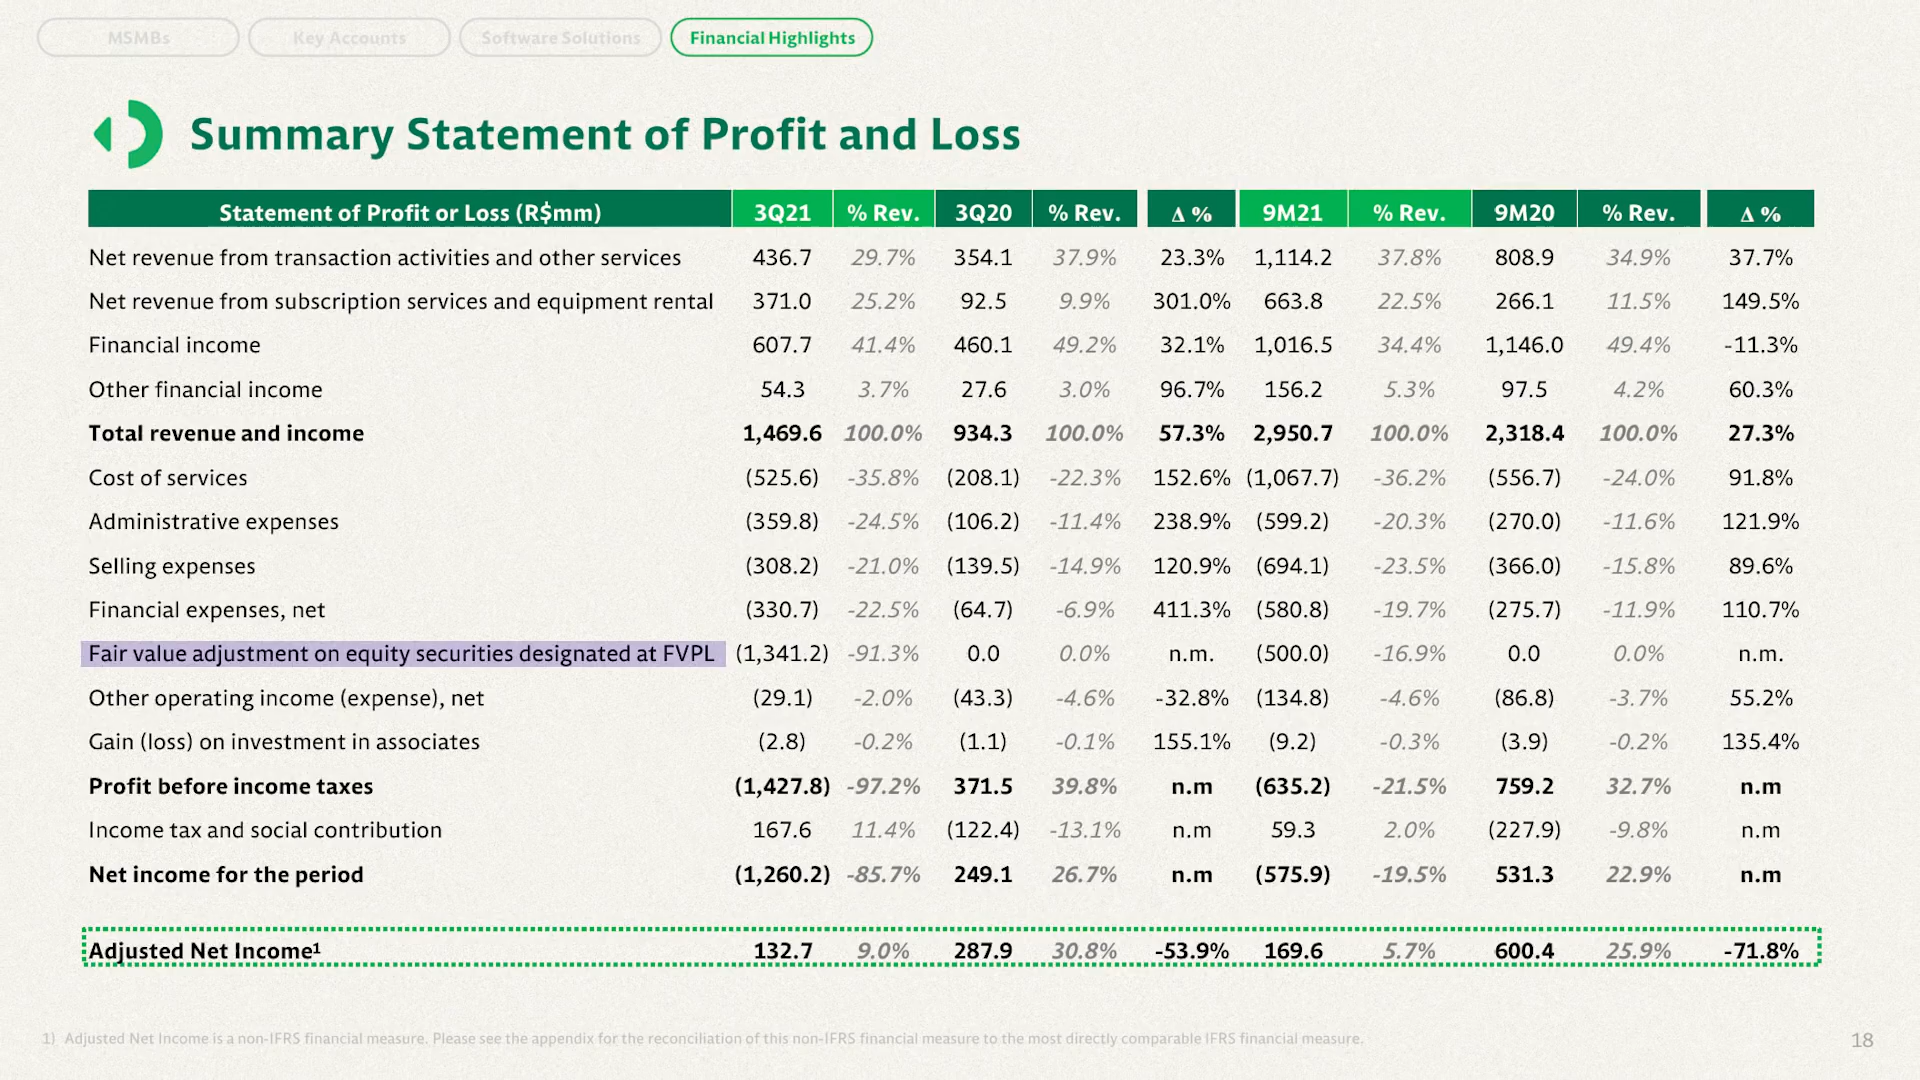 MSMBs Key Accounts Software Solutions Financial Highlights
Summary Statement of Profit and Loss
Statement of Profit or Loss (R$mm) 3Q21 % Rev. 3Q20 % Rev. Δ % 9M21 % Rev. 9M20 % Rev. Δ %
Net revenue from transaction activities and other services 436.7 29.7% 354.1 37.9% 23.3% 1,114.2 37.8% 808.9 34.9% 37.7%
Net revenue from subscription services and equipment rental 371.0 25.2% 92.5 9.9% 301.0% 663.8 22.5% 266.1 11.5% 149.5%
Financial income 607.7 41.4% 460.1 49.2% 32.1% 1,016.5 34.4% 1,146.0 49.4% -11.3%
Other financial income 54.3 3.7% 27.6 3.0% 96.7% 156.2 5.3% 97.5 4.2% 60.3%
Total revenue and income 1,469.6 100.0% 934.3 100.0% 57.3% 2,950.7 100.0% 2,318.4 100.0% 27.3%
Cost of services (525.6) -35.8% (208.1) -22.3% 152.6% (1,067.7) -36.2% (556.7) -24.0% 91.8%
Administrative expenses (359.8) -24.5% (106.2) -11.4% 238.9% (599.2) -20.3% (270.0) -11.6% 121.9%
Selling expenses (308.2) -21.0% (139.5) -14.9% 120.9% (694.1) -23.5% (366.0) -15.8% 89.6%
Financial expenses, net (330.7) -22.5% (64.7) -6.9% 411.3% (580.8) -19.7% (275.7) -11.9% 110.7%
Fair value adjustment on equity securities designated at FVPL (1,341.2) -91.3% 0.0 0.0% n.m. (500.0) -16.9% 0.0 0.0% n.m.
Other operating income (expense), net (29.1) -2.0% (43.3) -4.6% -32.8% (134.8) -4.6% (86.8) -3.7% 55.2%
Gain (loss) on investment in associates (2.8) -0.2% (1.1) -0.1% 155.1% (9.2) -0.3% (3.9) -0.2% 135.4%
Profit before income taxes (1,427.8) -97.2% 371.5 39.8% n.m (635.2) -21.5% 759.2 32.7% n.m
Income tax and social contribution 167.6 11.4% (122.4) -13.1% n.m 59.3 2.0% (227.9) -9.8% n.m
Net income for the period (1,260.2) -85.7% 249.1 26.7% n.m (575.9) -19.5% 531.3 22.9% n.m
Adjusted Net Income¹ 132.7 9.0% 287.9 30.8% -53.9% 169.6 5.7% 600.4 25.9% -71.8%
1) Adjusted Net Income is a non-IFRS financial measure. Please see the appendix for the reconciliation of this non-IFRS financial measure to the most directly comparable IFRS financial measure.
18